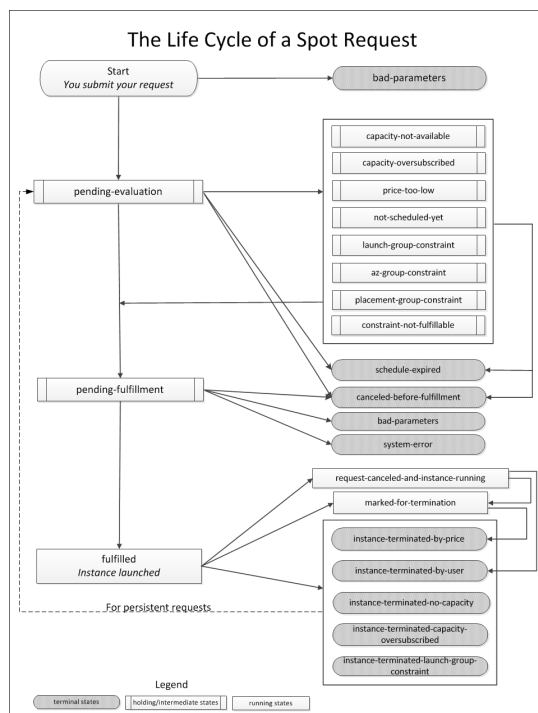 The Life Cycle of a Spot Request
Start
You submit your request
bad-parameters
capacity-not-available
capacity-oversubscribed
price-too-low
not-scheduled-yet
launch-group-constraint
az-group-constraint
placement-group-constraint
constraint-not-fulfillable
pending-evaluation
schedule-expired
canceled-before-fulfillment
bad-parameters
system-error
pending-fulfillment
request-canceled-and-instance-running
marked-for-termination
instance-terminated-by-price
instance-terminated-by-user
instance-terminated-no-capacity
instance-terminated-capacity-
oversubscribed
instance-terminated-launch-group-
constraint
fulfilled
Instance launched
For persistent requests
Legend
terminal states
holding/intermediate states
running states